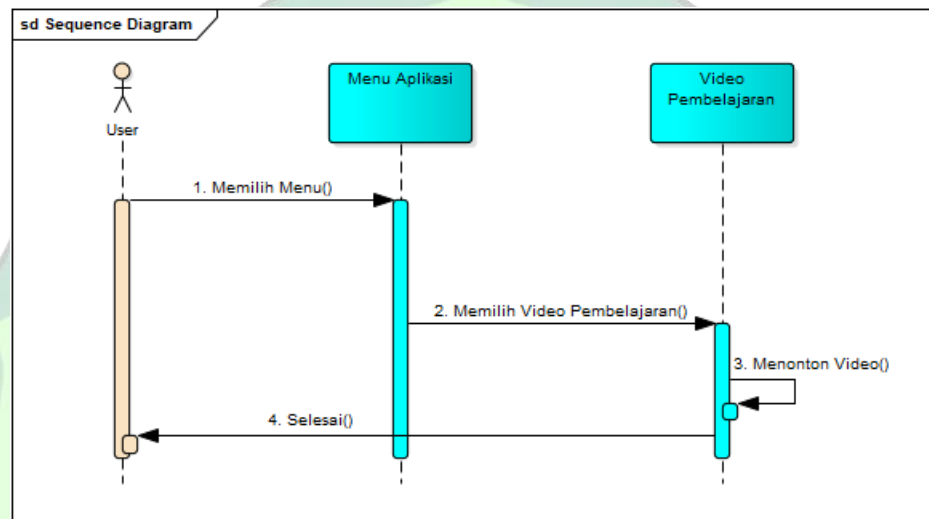 sd Sequence Diagram
User
Menu Aplikasi
Video
Pembelajaran
1. Memilih Menu()
2. Memilih Video Pembelajaran()
3. Menonton Video()
4. Selesai()